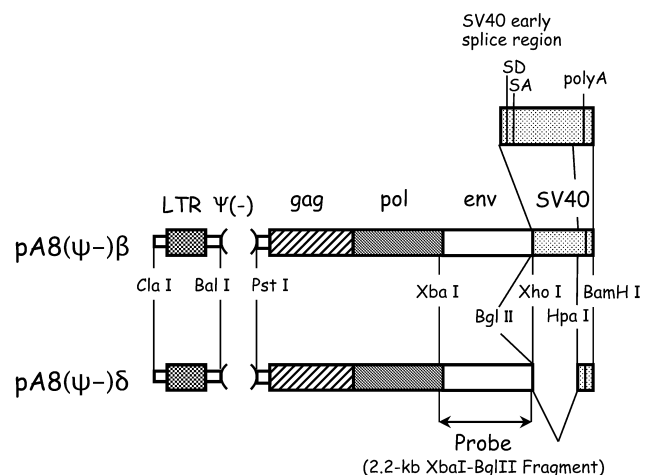 SV40 early
splice region
SD
SA
polyA
LTR Ψ(-) gag pol env SV40
pA8(ψ-)β
Cla I Bal I Pst I Xba I Xho I BamH I
Bgl II Hpa I
pA8(ψ-)δ
Probe
(2.2-kb XbaI-BglII Fragment)